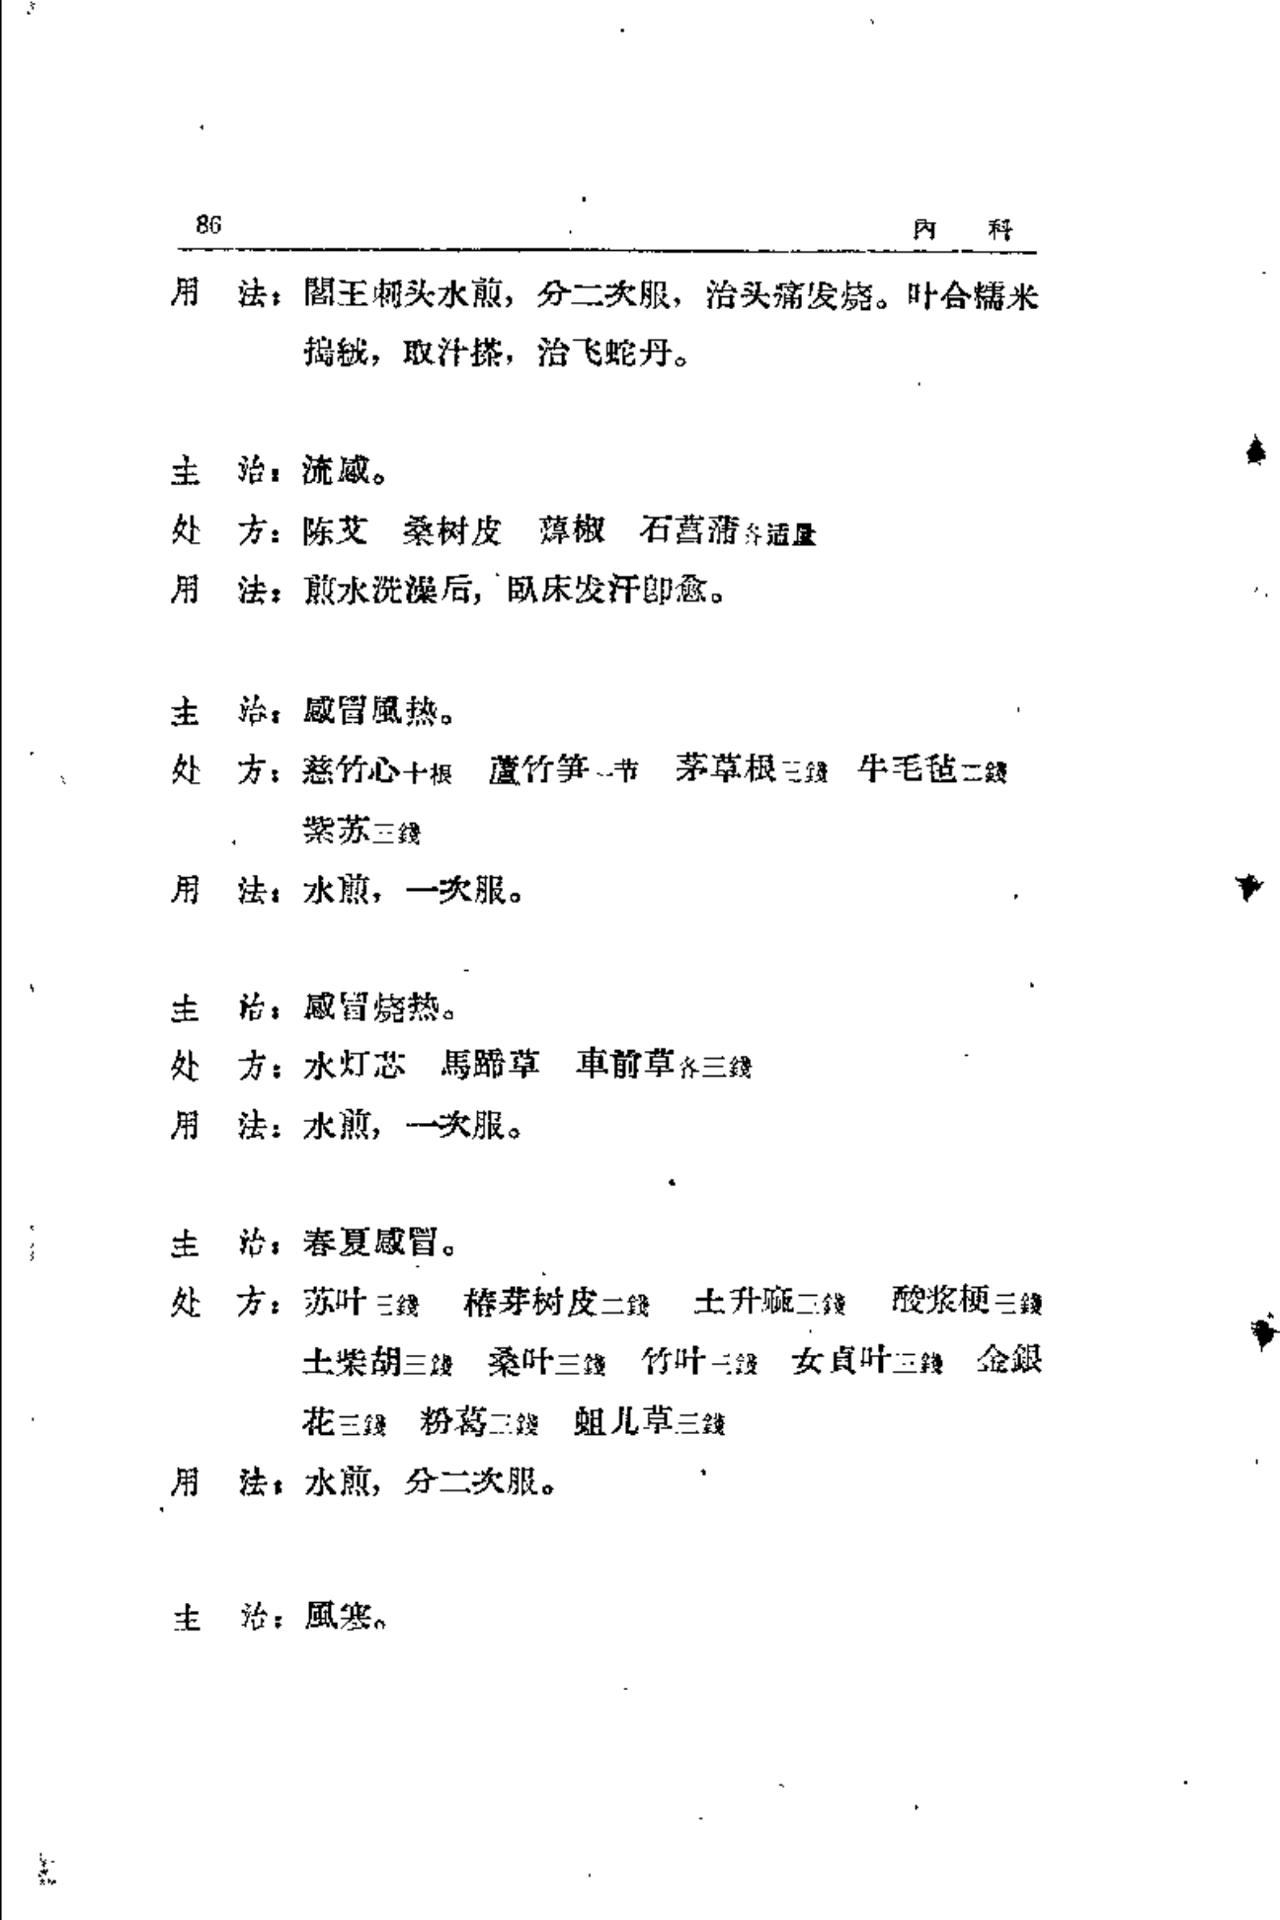 86 內 科
用 法：閻王刺头水煎，分二次服，治头痛发烧。叶合糯米
搗絨，取汁搽，治飞蛇丹。
主 治：流感。
处 方：陈艾 桑树皮 椒 石菖蒲各适量
用 法：煎水洗澡后，臥床发汗卽愈。
主 治：感冒風热。
处 方：慈竹心十根 蘆竹笋一节 茅草根三錢 牛毛毡二錢
紫苏三錢
用 法：水煎，一次服。
主 治：感冒烧热。
处 方：水灯芯 馬蹄草 車前草各三錢
用 法：水煎，一次服。
主 治：春夏感冒。
处 方：苏叶三錢 椿芽树皮二錢 土升麻二錢 酸浆梗三錢
土柴胡三錢 桑叶三錢 竹叶三錢 女貞叶三錢 金銀
花三錢 粉葛二錢 蛆儿草三錢
用 法：水煎，分二次服。
主 治：風寒。